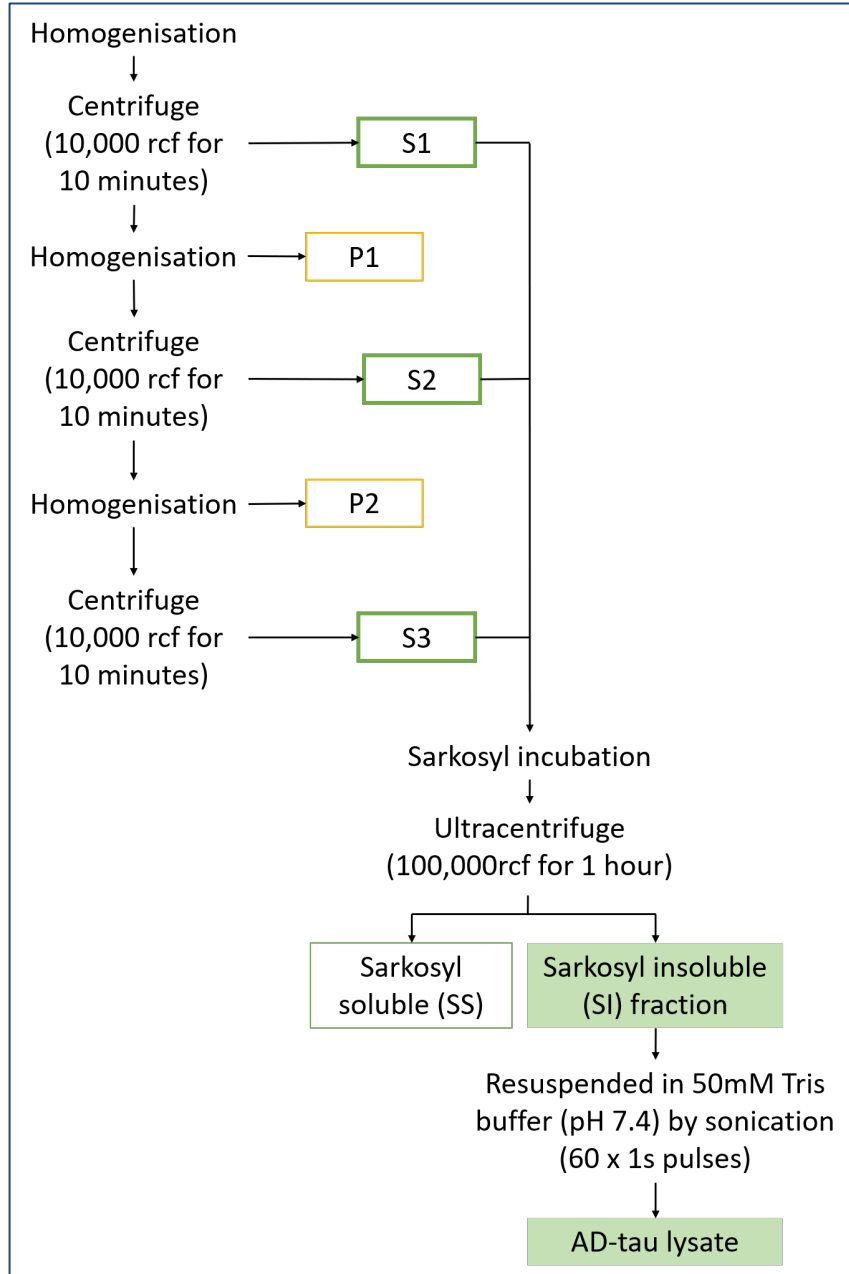 Homogenisation
Centrifuge
(10,000 rcf for
10 minutes)
S1
Homogenisation
P1
Centrifuge
(10,000 rcf for
10 minutes)
S2
Homogenisation
P2
Centrifuge
(10,000 rcf for
10 minutes)
S3
Sarkosyl incubation
Ultracentrifuge
(100,000rcf for 1 hour)
Sarkosyl
soluble (SS)
Sarkosyl insoluble
(SI) fraction
Resuspended in 50mM Tris
buffer (pH 7.4) by sonication
(60 x 1s pulses)
AD-tau lysate